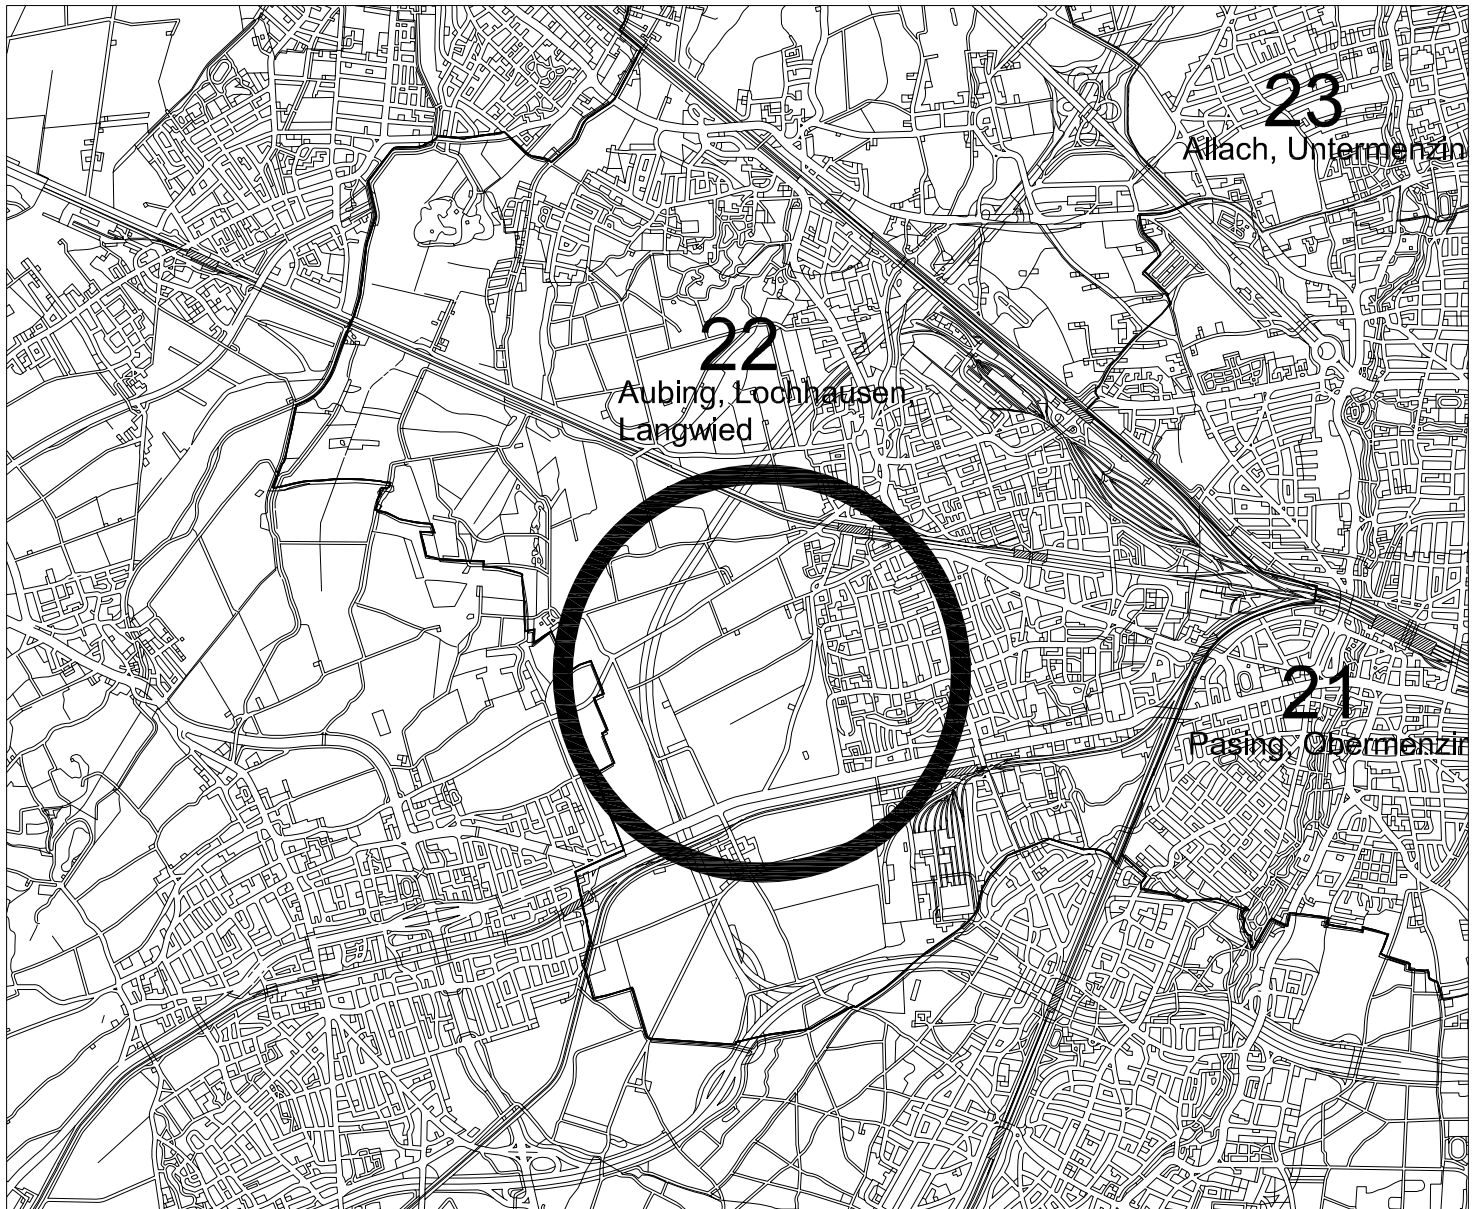 23
Allach, Untermenzin
22
Aubing, Lochhausen,
Langwied
21
Pasing, Obermenzin